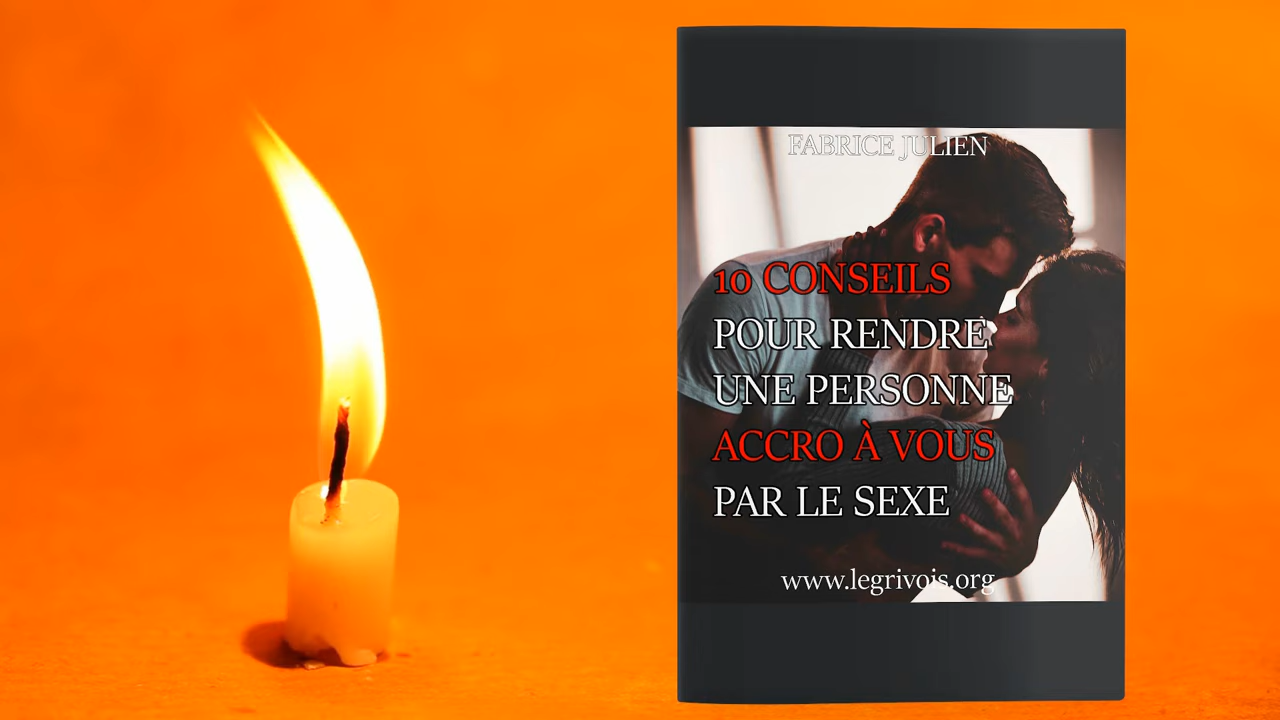 FABRICE JULIEN
10 CONSEILS
POUR RENDRE
UNE PERSONNE
ACCRO À VOUS
PAR LE SEXE
www.legrivois.org